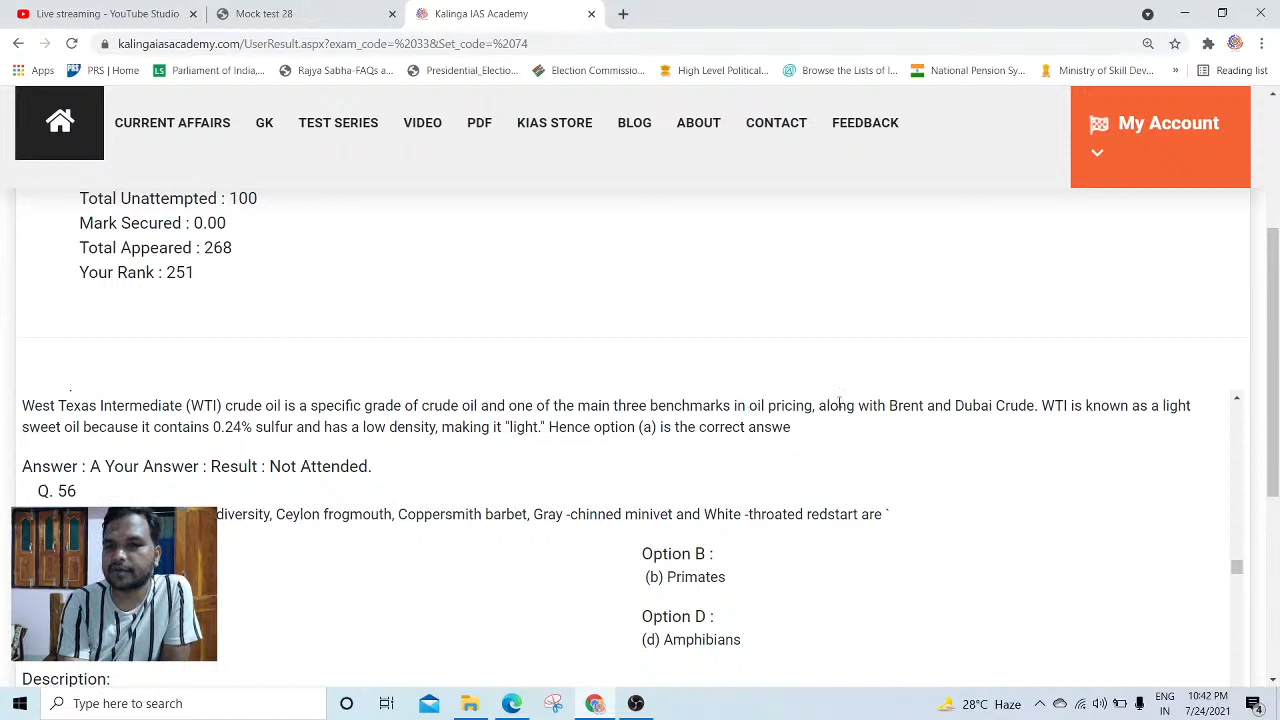 Live streaming - YouTube Studio
Mock test 28
Kalinga IAS Academy
kalingaiasacademy.com/UserResult.aspx?exam_code=%2033&Set_code=%2074
Apps
PRS | Home
Parliament of India,...
Rajya Sabha-FAQs a...
Presidential_Electio...
Election Commissio...
High Level Political...
Browse the Lists of I...
National Pension Sy...
Ministry of Skill Dev...
»
Reading list
CURRENT AFFAIRS
GK
TEST SERIES
VIDEO
PDF
KIAS STORE
BLOG
ABOUT
CONTACT
FEEDBACK
My Account
Total Unattempted : 100
Mark Secured : 0.00
Total Appeared : 268
Your Rank : 251
West Texas Intermediate (WTI) crude oil is a specific grade of crude oil and one of the main three benchmarks in oil pricing, along with Brent and Dubai Crude. WTI is known as a light
sweet oil because it contains 0.24% sulfur and has a low density, making it "light." Hence option (a) is the correct answe
Answer : A Your Answer : Result : Not Attended.
Q. 56
diversity, Ceylon frogmouth, Coppersmith barbet, Gray -chinned minivet and White -throated redstart are `
Option B :
(b) Primates
Option D :
(d) Amphibians
Description:
Type here to search
28°C Haze
ENG
IN
10:42 PM
7/24/2021
4